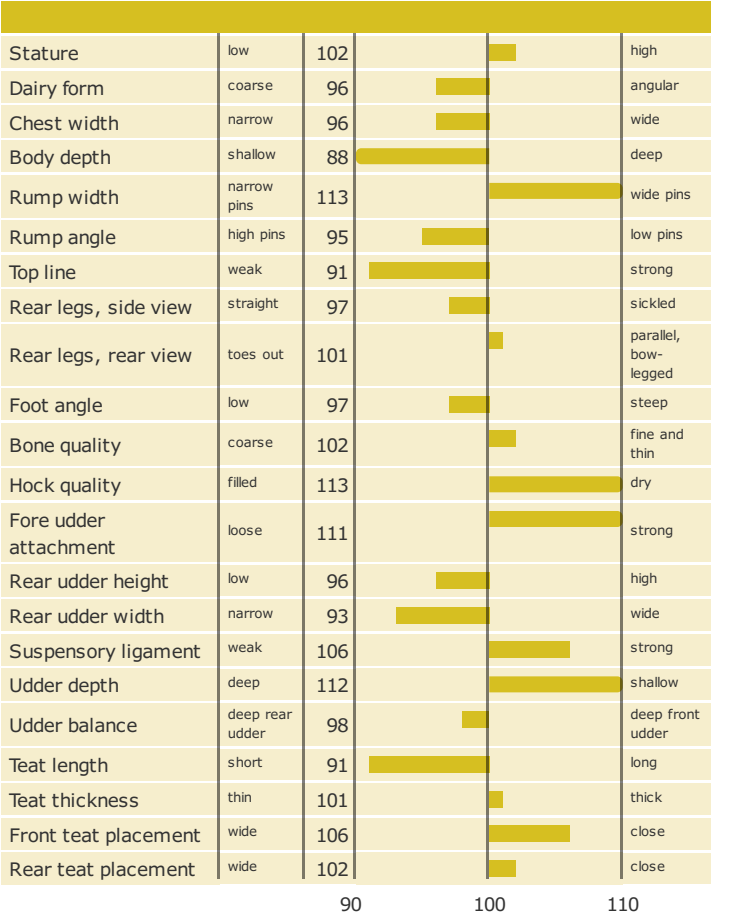 Stature low 102 high
Dairy form coarse 96 angular
Chest width narrow 96 wide
Body depth shallow 88 deep
Rump width narrow pins 113 wide pins
Rump angle high pins 95 low pins
Top line weak 91 strong
Rear legs, side view straight 97 sickled
Rear legs, rear view toes out 101 parallel, bow-legged
Foot angle low 97 steep
Bone quality coarse 102 fine and thin
Hock quality filled 113 dry
Fore udder attachment loose 111 strong
Rear udder height low 96 high
Rear udder width narrow 93 wide
Suspensory ligament weak 106 strong
Udder depth deep 112 shallow
Udder balance deep rear udder 98 deep front udder
Teat length short 91 long
Teat thickness thin 101 thick
Front teat placement wide 106 close
Rear teat placement wide 102 close
90 100 110